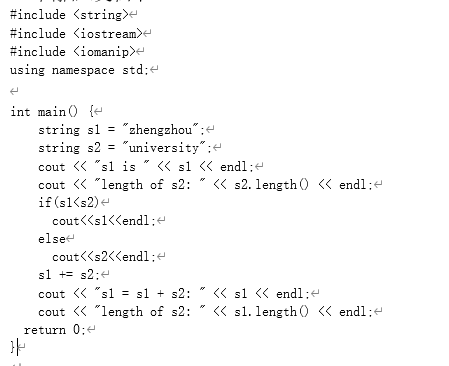 #include <string>
#include <iostream>
#include <iomanip>
using namespace std;

int main() {
    string s1 = "zhengzhou";
    string s2 = "university";
    cout << "s1 is " << s1 << endl;
    cout << "length of s2: " << s2.length() << endl;
    if(s1<s2)
      cout<<s1<<endl;
    else
      cout<<s2<<endl;
    s1 += s2;
    cout << "s1 = s1 + s2: " << s1 << endl;
    cout << "length of s2: " << s1.length() << endl;
  return 0;
}